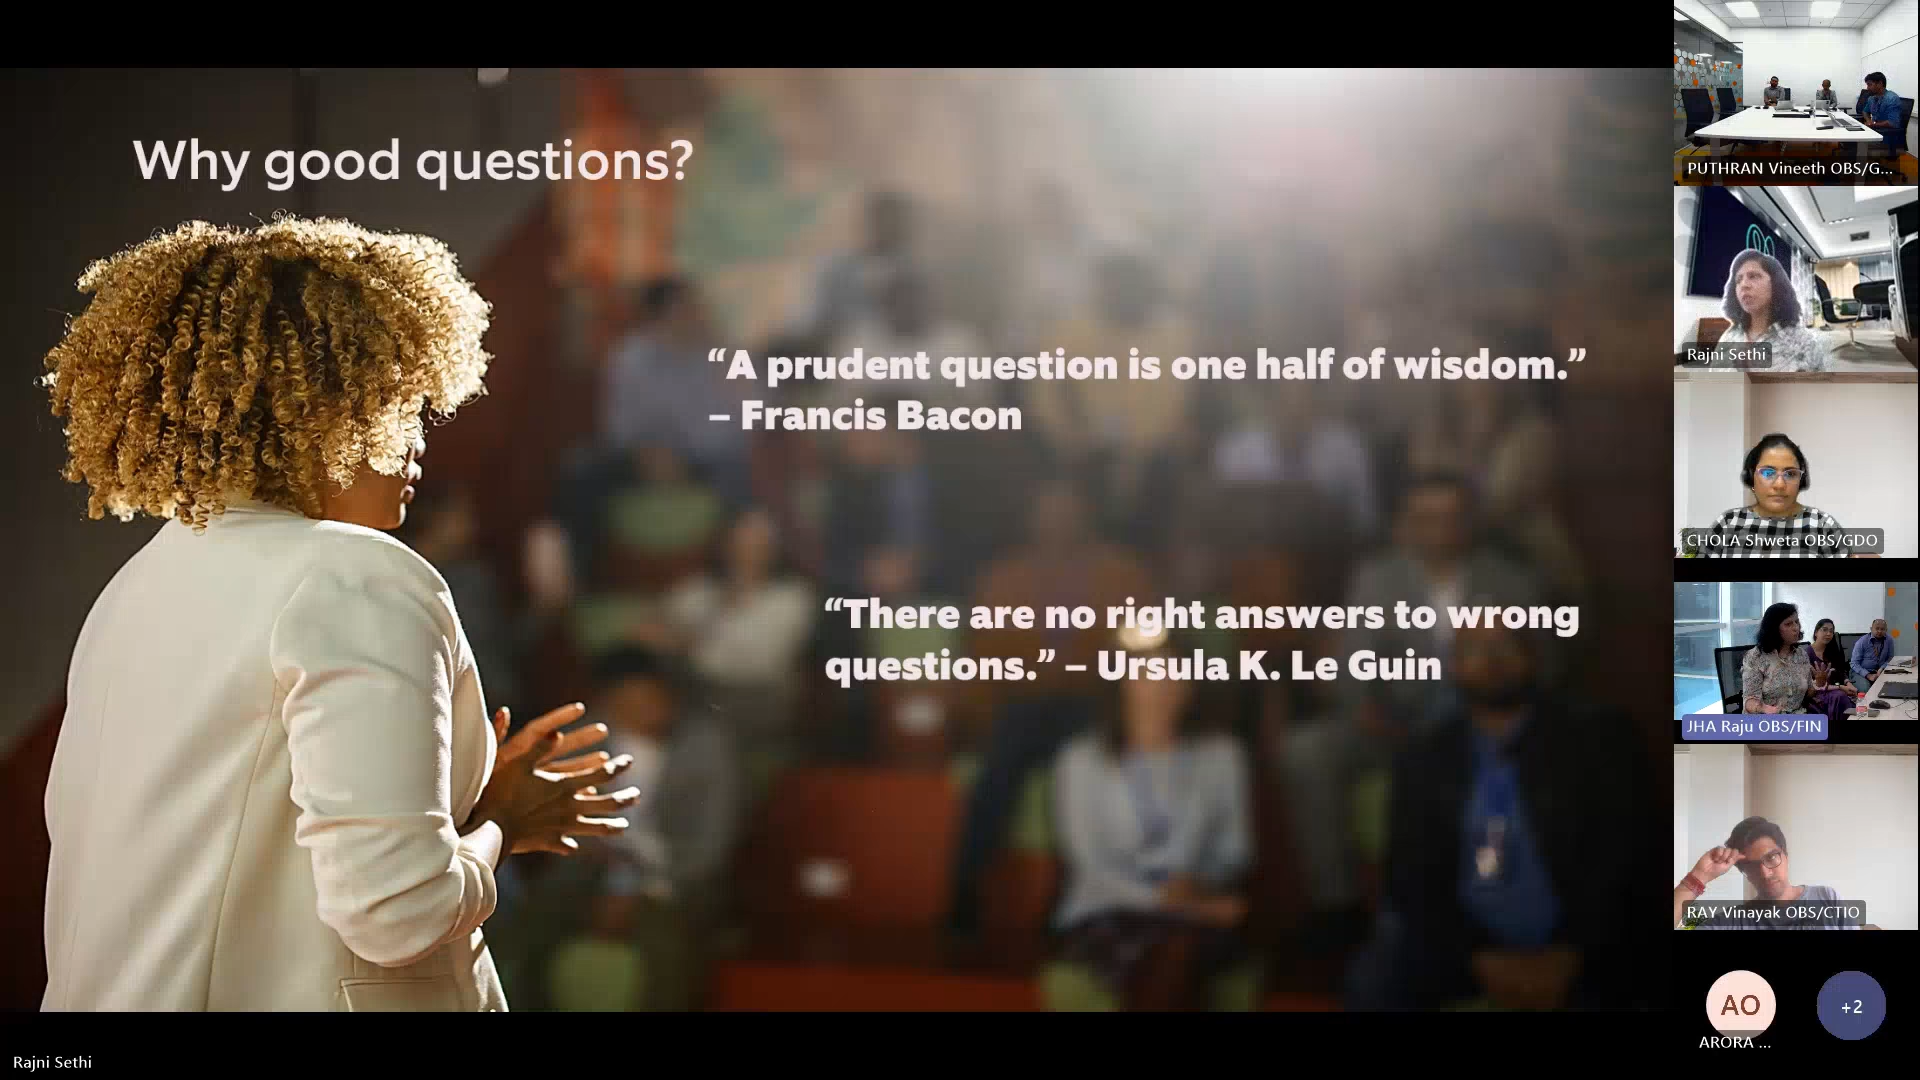 Why good questions?
“A prudent question is one half of wisdom.”
– Francis Bacon
“There are no right answers to wrong
questions.” – Ursula K. Le Guin
Rajni Sethi
PUTHRAN Vineeth OBS/G...
Rajni Sethi
CHOLA Shweta OBS/GDO
JHA Raju OBS/FIN
RAY Vinayak OBS/CTIO
AO
ARORA ...
+2